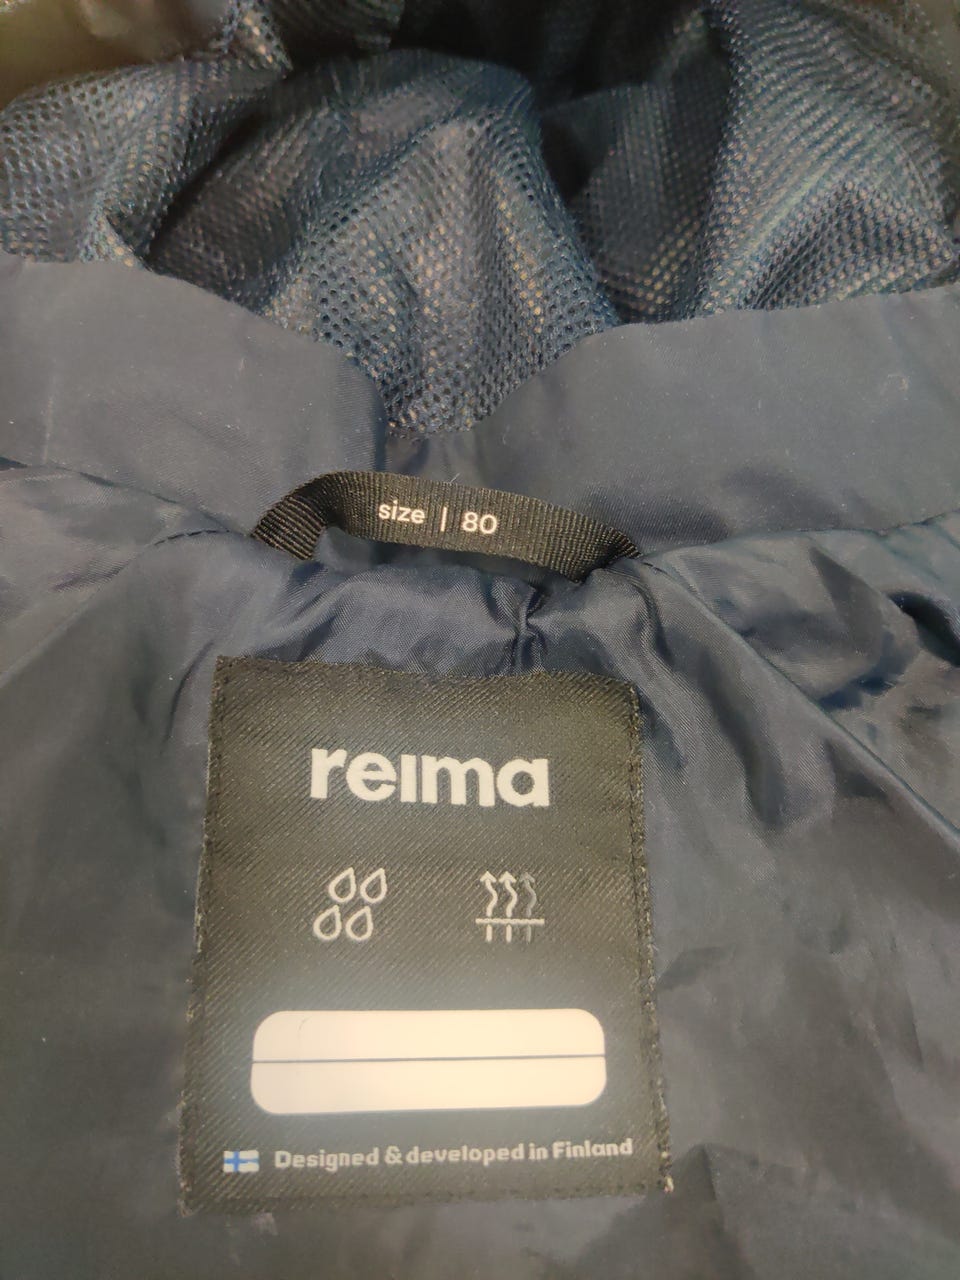 size | 80
reima
Designed & developed in Finland